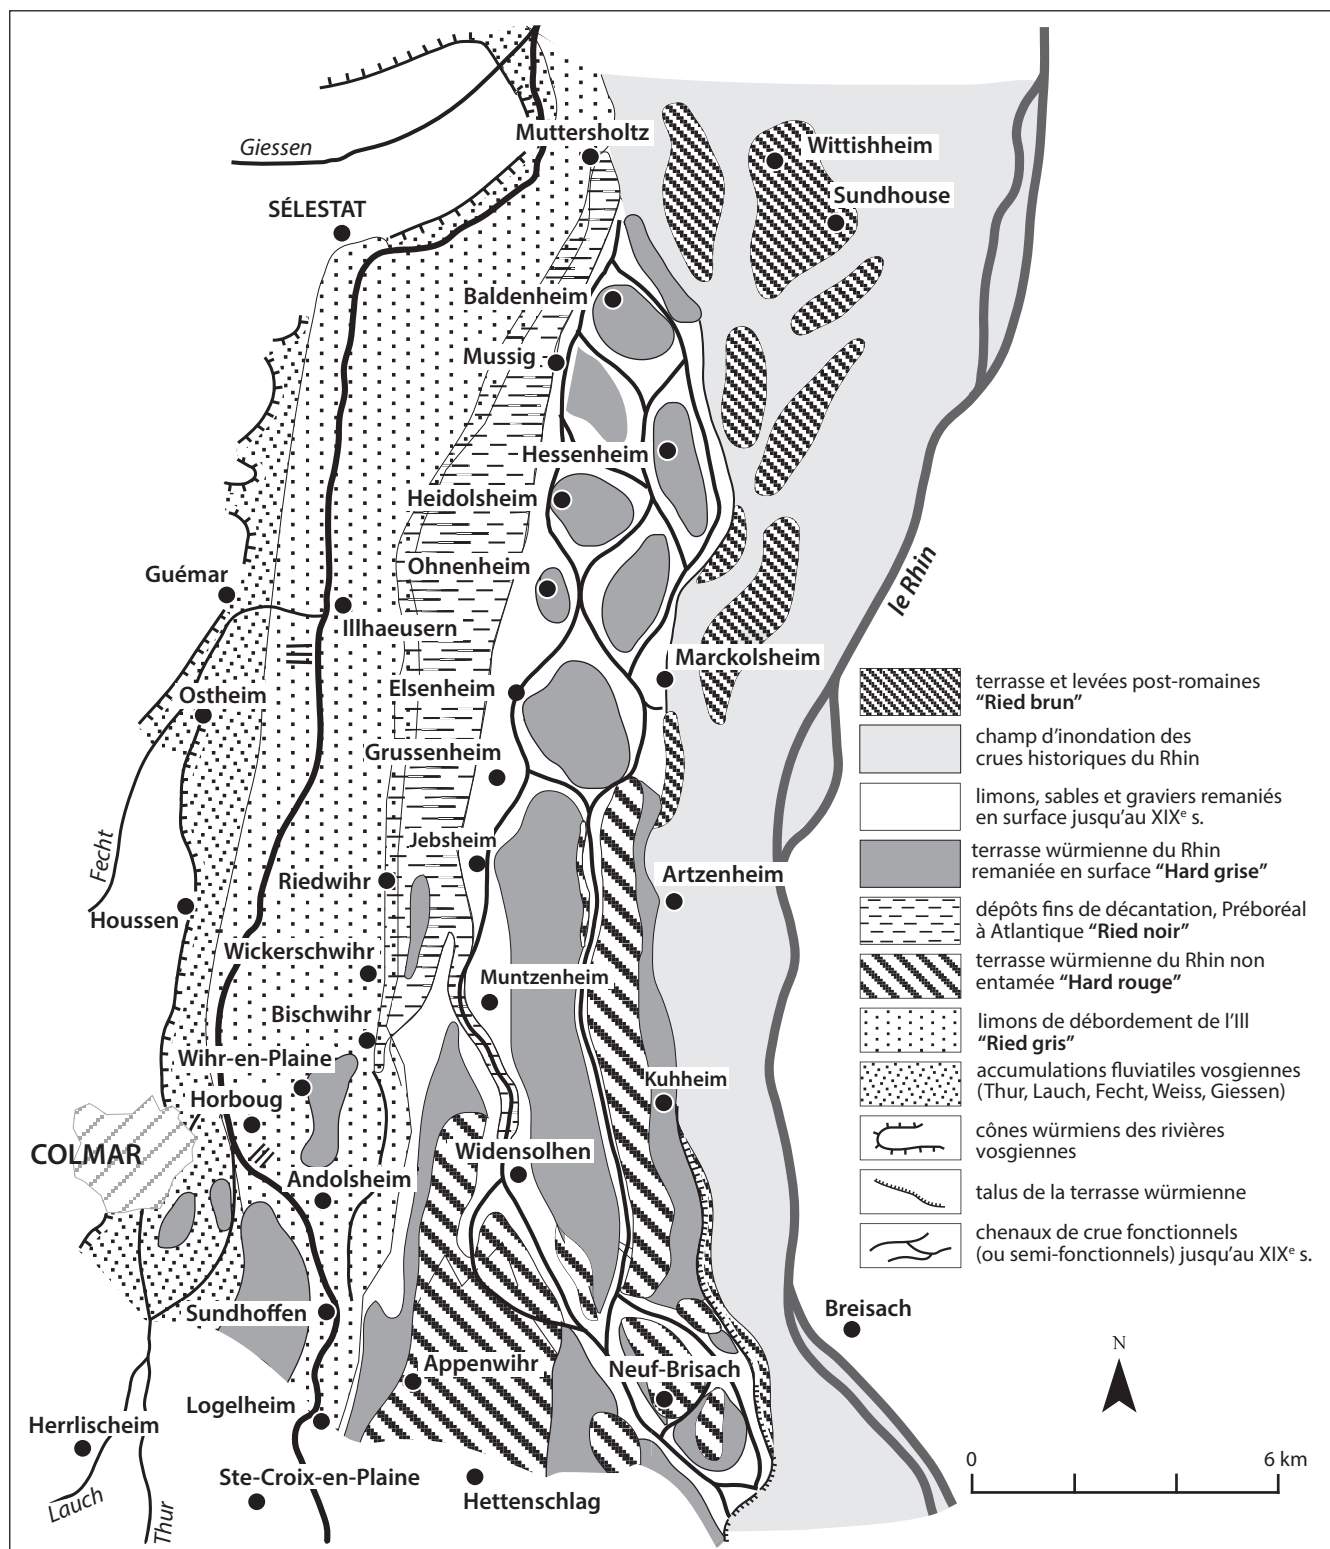 Giessen
Muttersholtz
Wittishheim
Sundhouse
SÉLESTAT
Baldenheim
Mussig
Hessenheim
Heidolsheim
Ohnenheim
Guémar
Illhaeusern
le Rhin
Marckolsheim
Elsenheim
Ostheim
Grussenheim
Fecht
Jebsheim
Riedwihr
Artzenheim
Houssen
Wickerschwihr
Muntzenheim
Bischwihr
Wihr-en-Plaine
Kuhheim
Horboug
COLMAR
Widensolhen
Andolsheim
Sundhoffen
Breisach
Appenwihr
Neuf-Brisach
Logelheim
Herrlischeim
Ste-Croix-en-Plaine
Hettenschlag
Lauch
Thur
terrasse et levées post-romaines
“Ried brun”
champ d’inondation des
crues historiques du Rhin
limons, sables et graviers remaniés
en surface jusqu’au XIXe s.
terrasse würmienne du Rhin
remaniée en surface “Hard grise”
dépôts fins de décantation, Préboréal
à Atlantique “Ried noir”
terrasse würmienne du Rhin non
entamée “Hard rouge”
limons de débordement de l’Ill
“Ried gris”
accumulations fluviatiles vosgiennes
(Thur, Lauch, Fecht, Weiss, Giessen)
cônes würmiens des rivières
vosgiennes
talus de la terrasse würmienne
chenaux de crue fonctionnels
(ou semi-fonctionnels) jusqu’au XIXe s.
N
0 6 km